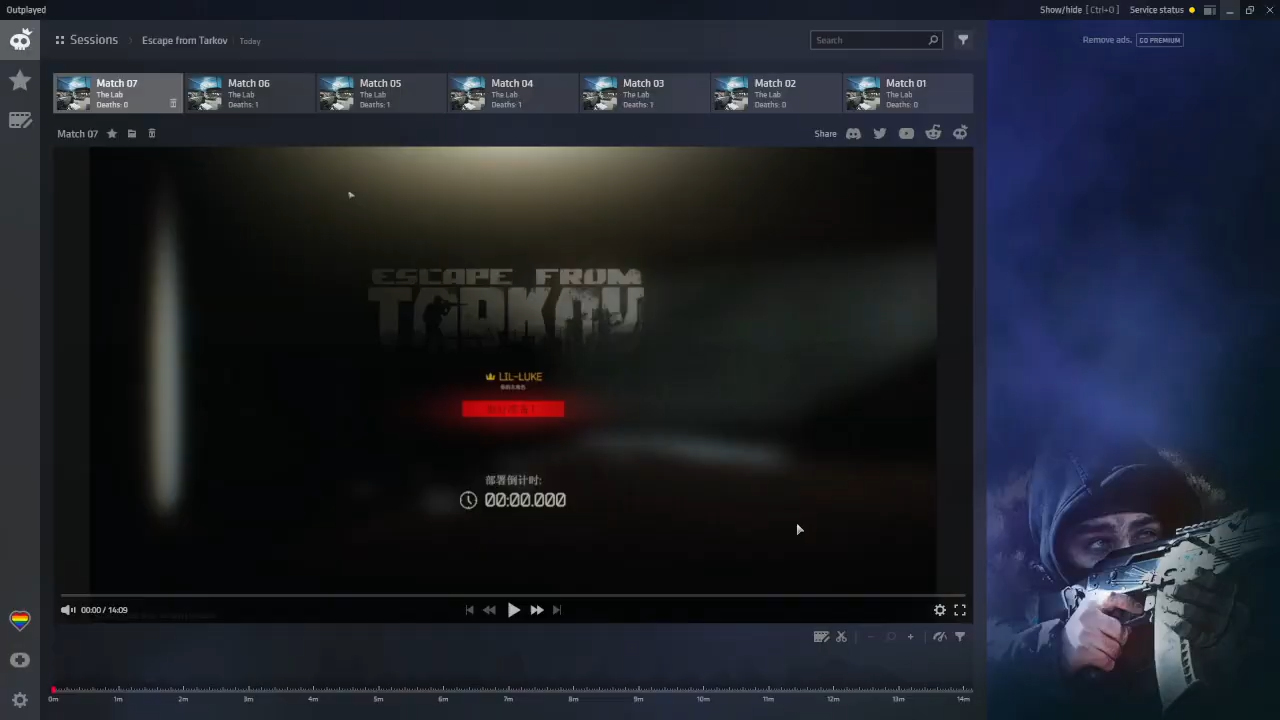 Outplayed
Show/hide [Ctrl+O]
Service status
Sessions
Escape from Tarkov
Today
Search
Remove ads.
GO PREMIUM
Match 07
The Lab
Deaths: 0
Match 06
The Lab
Deaths: 1
Match 05
The Lab
Deaths: 1
Match 04
The Lab
Deaths: 1
Match 03
The Lab
Deaths: 1
Match 02
The Lab
Deaths: 0
Match 01
The Lab
Deaths: 0
Match 07
Share
ESCAPE FROM
TARKOV
LIL-LUKE
部署倒计时:
00:00.000
00:00 / 14:09
0m 1m 2m 3m 4m 5m 6m 7m 8m 9m 10m 11m 12m 13m 14m